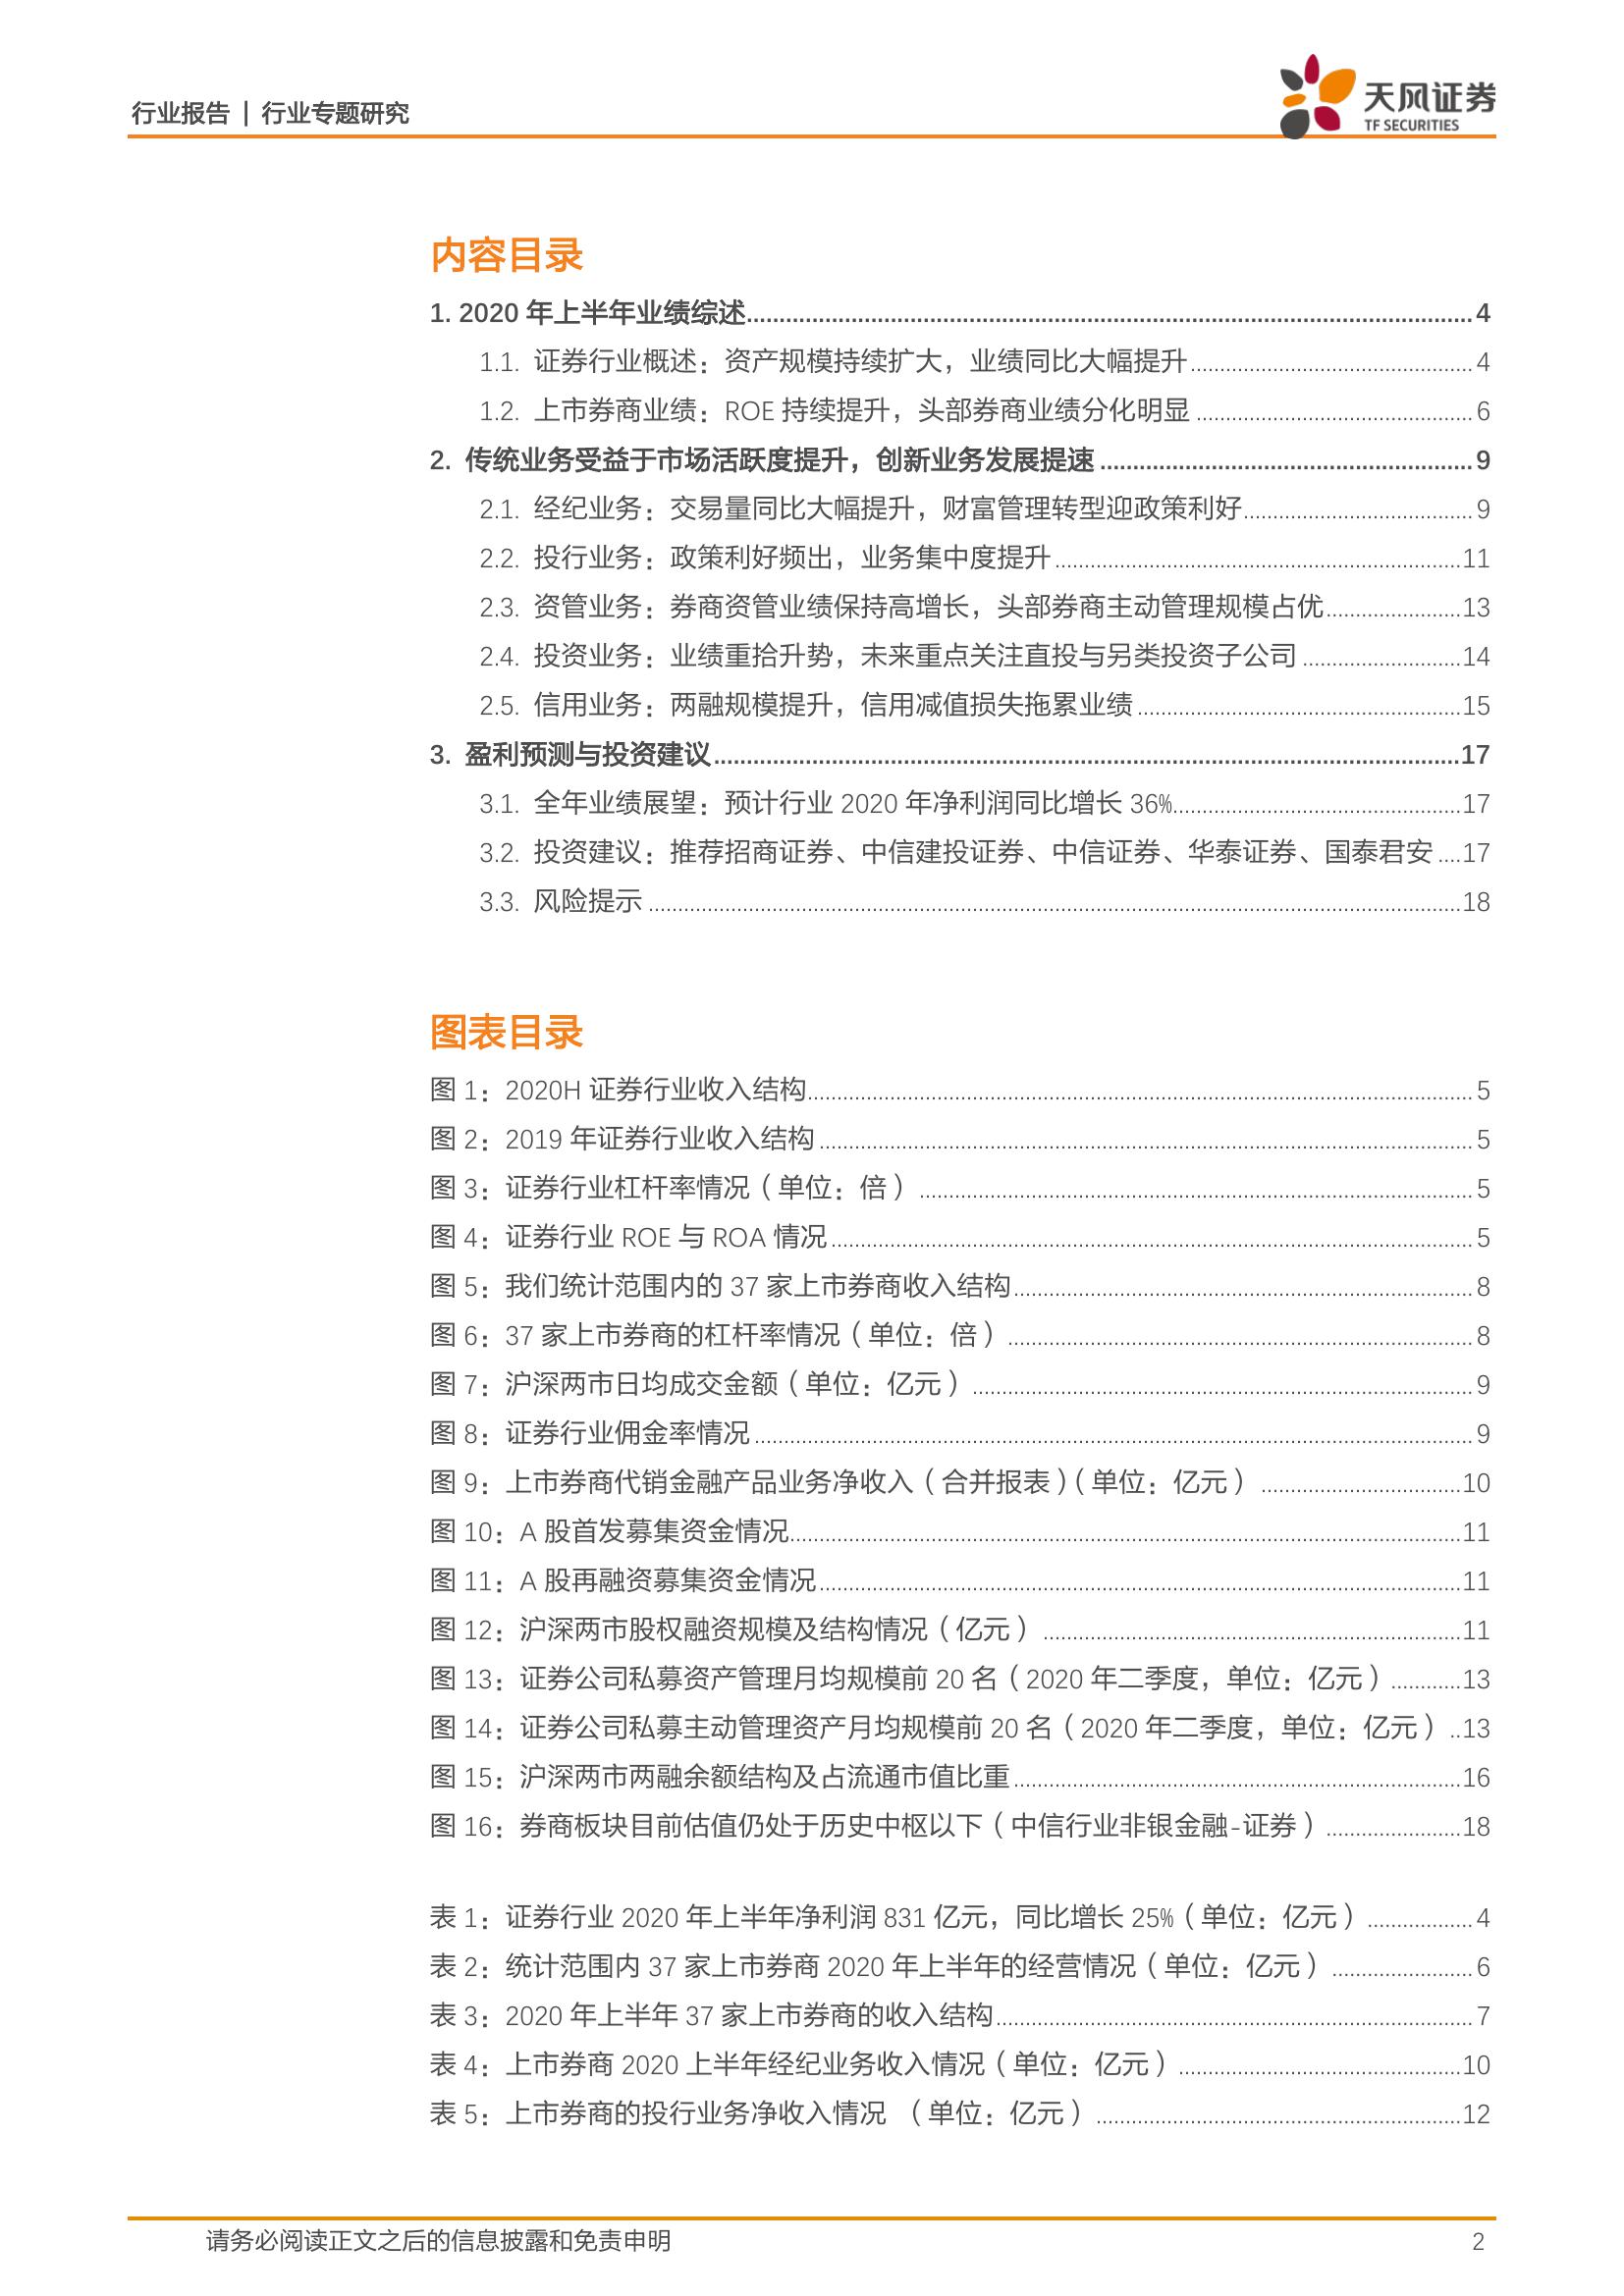 行业报告 | 行业专题研究
天风证券
TF SECURITIES
内容目录
1. 2020 年上半年业绩综述 4
1.1. 证券行业概述：资产规模持续扩大，业绩同比大幅提升 4
1.2. 上市券商业绩：ROE 持续提升，头部券商业绩分化明显 6
2. 传统业务受益于市场活跃度提升，创新业务发展提速 9
2.1. 经纪业务：交易量同比大幅提升，财富管理转型迎政策利好 9
2.2. 投行业务：政策利好频出，业务集中度提升 11
2.3. 资管业务：券商资管业绩保持高增长，头部券商主动管理规模占优 13
2.4. 投资业务：业绩重拾升势，未来重点关注直投与另类投资子公司 14
2.5. 信用业务：两融规模提升，信用减值损失拖累业绩 15
3. 盈利预测与投资建议 17
3.1. 全年业绩展望：预计行业 2020 年净利润同比增长 36% 17
3.2. 投资建议：推荐招商证券、中信建投证券、中信证券、华泰证券、国泰君安 17
3.3. 风险提示 18
图表目录
图 1：2020H 证券行业收入结构 5
图 2：2019 年证券行业收入结构 5
图 3：证券行业杠杆率情况（单位：倍） 5
图 4：证券行业 ROE 与 ROA 情况 5
图 5：我们统计范围内的 37 家上市券商收入结构 8
图 6：37 家上市券商的杠杆率情况（单位：倍） 8
图 7：沪深两市日均成交金额（单位：亿元） 9
图 8：证券行业佣金率情况 9
图 9：上市券商代销金融产品业务净收入（合并报表）（单位：亿元） 10
图 10：A 股首发募集资金情况 11
图 11：A 股再融资募集资金情况 11
图 12：沪深两市股权融资规模及结构情况（亿元） 11
图 13：证券公司私募资产管理月均规模前 20 名（2020 年二季度，单位：亿元） 13
图 14：证券公司私募主动管理资产月均规模前 20 名（2020 年二季度，单位：亿元） 13
图 15：沪深两市两融余额结构及占流通市值比重 16
图 16：券商板块目前估值仍处于历史中枢以下（中信行业非银金融-证券） 18
表 1：证券行业 2020 年上半年净利润 831 亿元，同比增长 25%（单位：亿元） 4
表 2：统计范围内 37 家上市券商 2020 年上半年的经营情况（单位：亿元） 6
表 3：2020 年上半年 37 家上市券商的收入结构 7
表 4：上市券商 2020 上半年经纪业务收入情况（单位：亿元） 10
表 5：上市券商的投行业务净收入情况 （单位：亿元） 12
请务必阅读正文之后的信息披露和免责申明 2